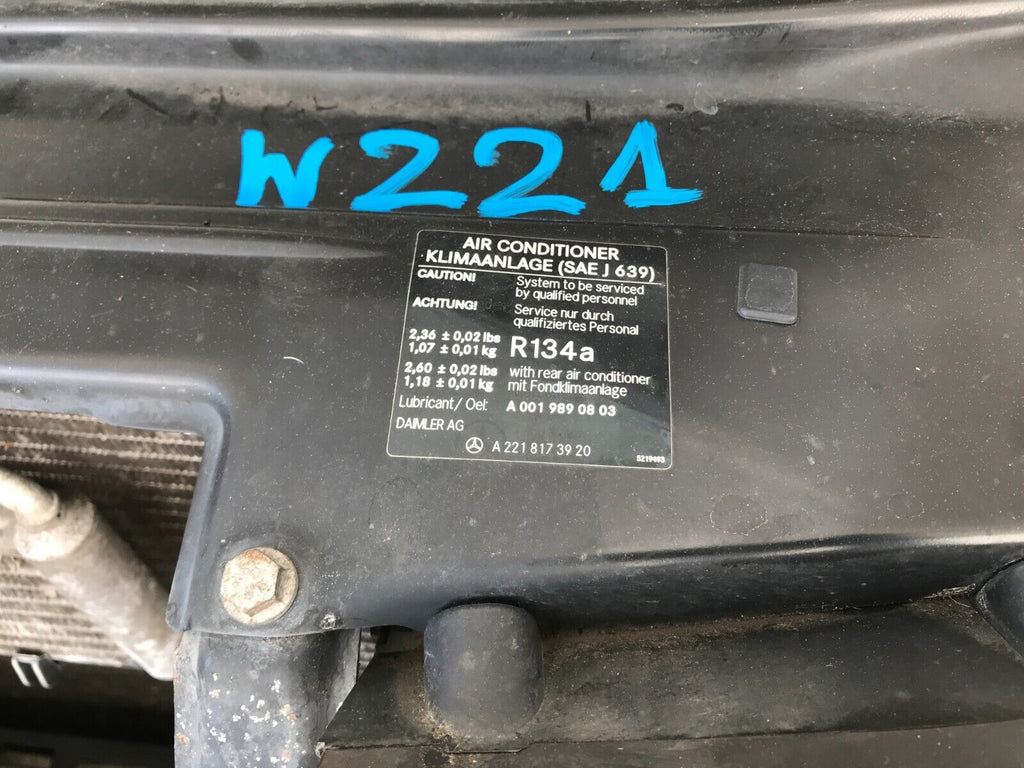 W221
AIR CONDITIONER
KLIMAANLAGE (SAE J 639)
CAUTION! System to be serviced
by qualified personnel
ACHTUNG! Service nur durch
qualifiziertes Personal
2,36 ± 0,02 lbs
1,07 ± 0,01 kg R134a
2,60 ± 0,02 lbs with rear air conditioner
1,18 ± 0,01 kg mit Fondklimaanlage
Lubricant/ Oel: A 001 989 08 03
DAIMLER AG
A 221 817 39 20 5219493